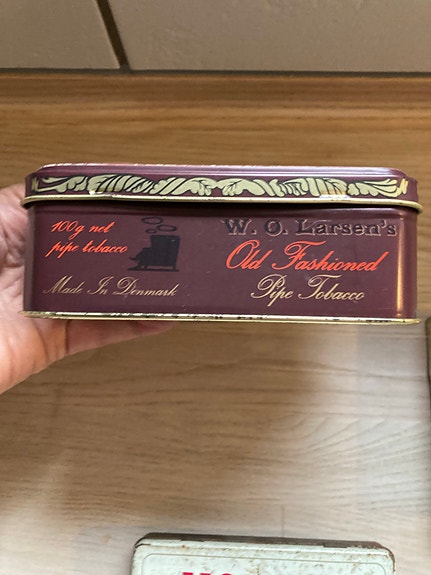 100g net
pipe tobacco
Made In Denmark
W. O. Larsen's
Old Fashioned
Pipe Tobacco